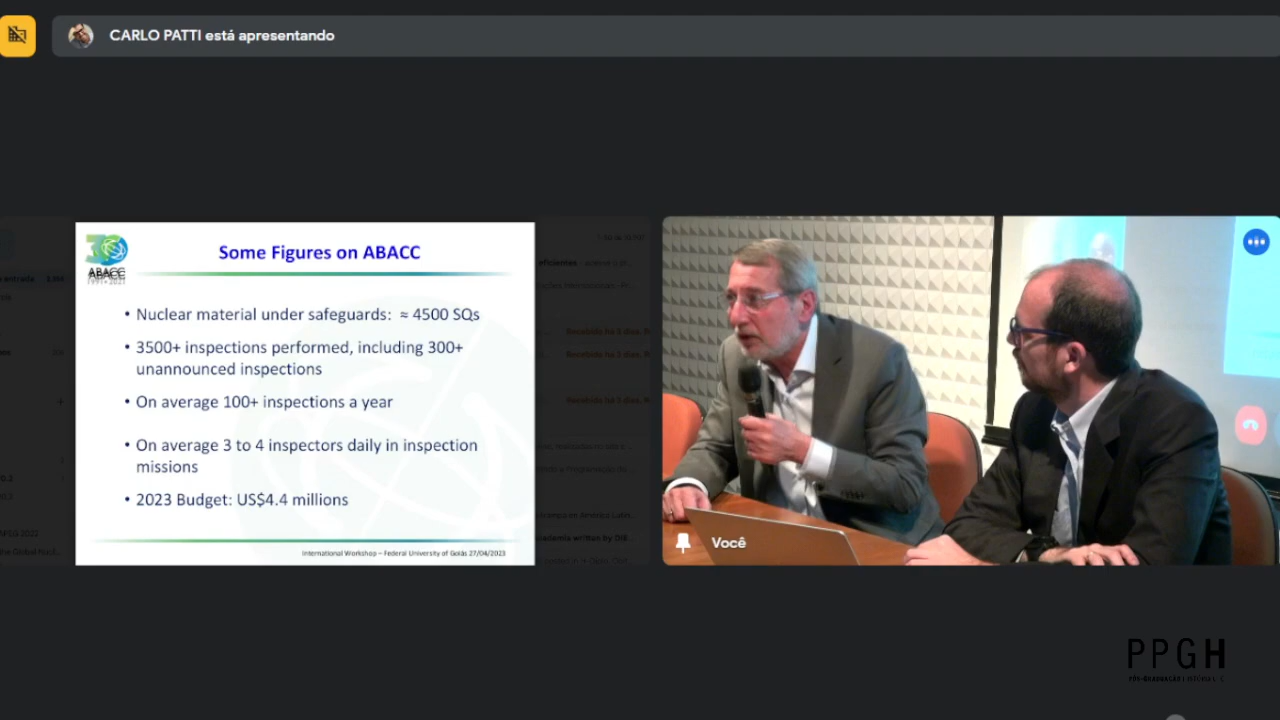 CARLO PATTI está apresentando
ABACC
1991-2021
Some Figures on ABACC
• Nuclear material under safeguards: ≈ 4500 SQs
• 3500+ inspections performed, including 300+
unannounced inspections
• On average 100+ inspections a year
• On average 3 to 4 inspectors daily in inspection
missions
• 2023 Budget: US$4.4 millions
International Workshop – Federal University of Goiás 27/04/2023
Você
PPGH